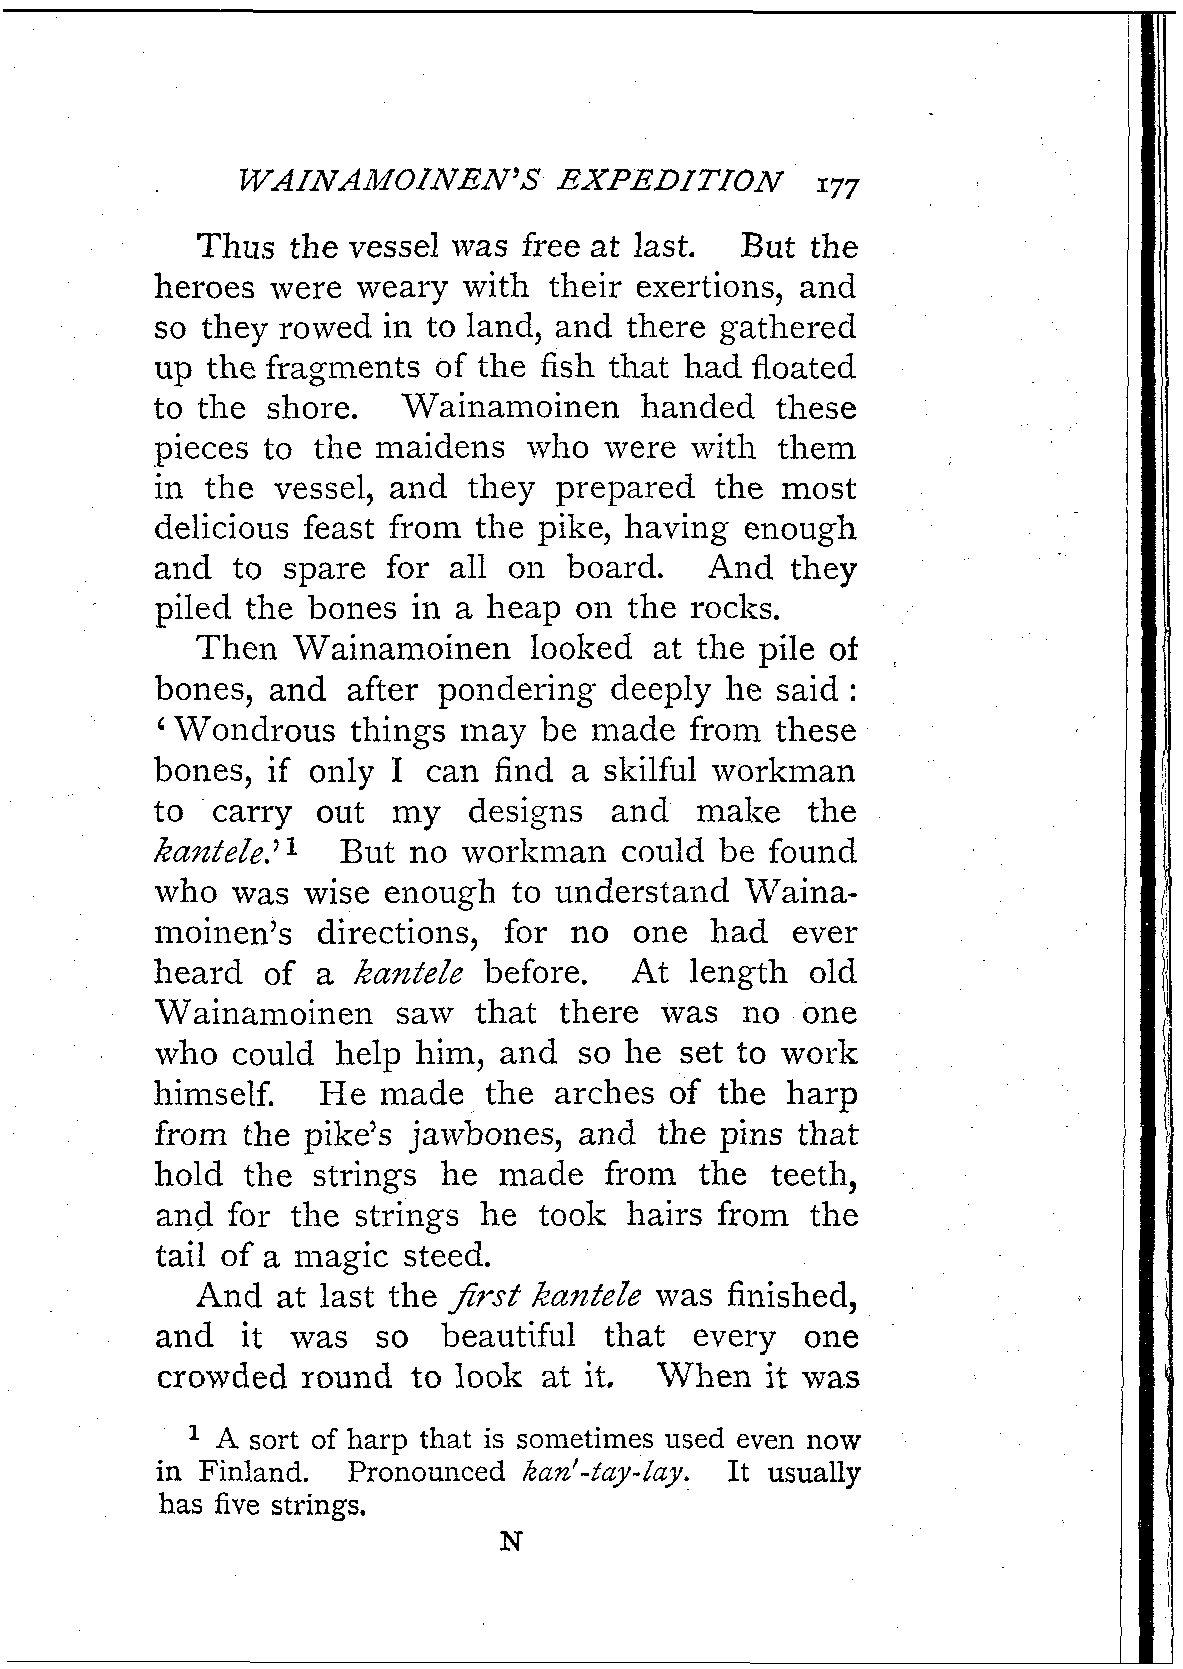 WAINAMOINEN'S EXPEDITION 177
Thus the vessel was free at last. But the
heroes were weary with their exertions, and
so they rowed in to land, and there gathered
up the fragments of the fish that had floated
to the shore. Wainamoinen handed these
pieces to the maidens who were with them
in the vessel, and they prepared the most
delicious feast from the pike, having enough
and to spare for all on board. And they
piled the bones in a heap on the rocks.
Then Wainamoinen looked at the pile of
bones, and after pondering deeply he said :
‘ Wondrous things may be made from these
bones, if only I can find a skilful workman
to carry out my designs and make the
kantele.’ 1 But no workman could be found
who was wise enough to understand Waina-
moinen's directions, for no one had ever
heard of a kantele before. At length old
Wainamoinen saw that there was no one
who could help him, and so he set to work
himself. He made the arches of the harp
from the pike's jawbones, and the pins that
hold the strings he made from the teeth,
and for the strings he took hairs from the
tail of a magic steed.
And at last the first kantele was finished,
and it was so beautiful that every one
crowded round to look at it. When it was
1 A sort of harp that is sometimes used even now
in Finland. Pronounced kan'-tay-lay. It usually
has five strings.
N